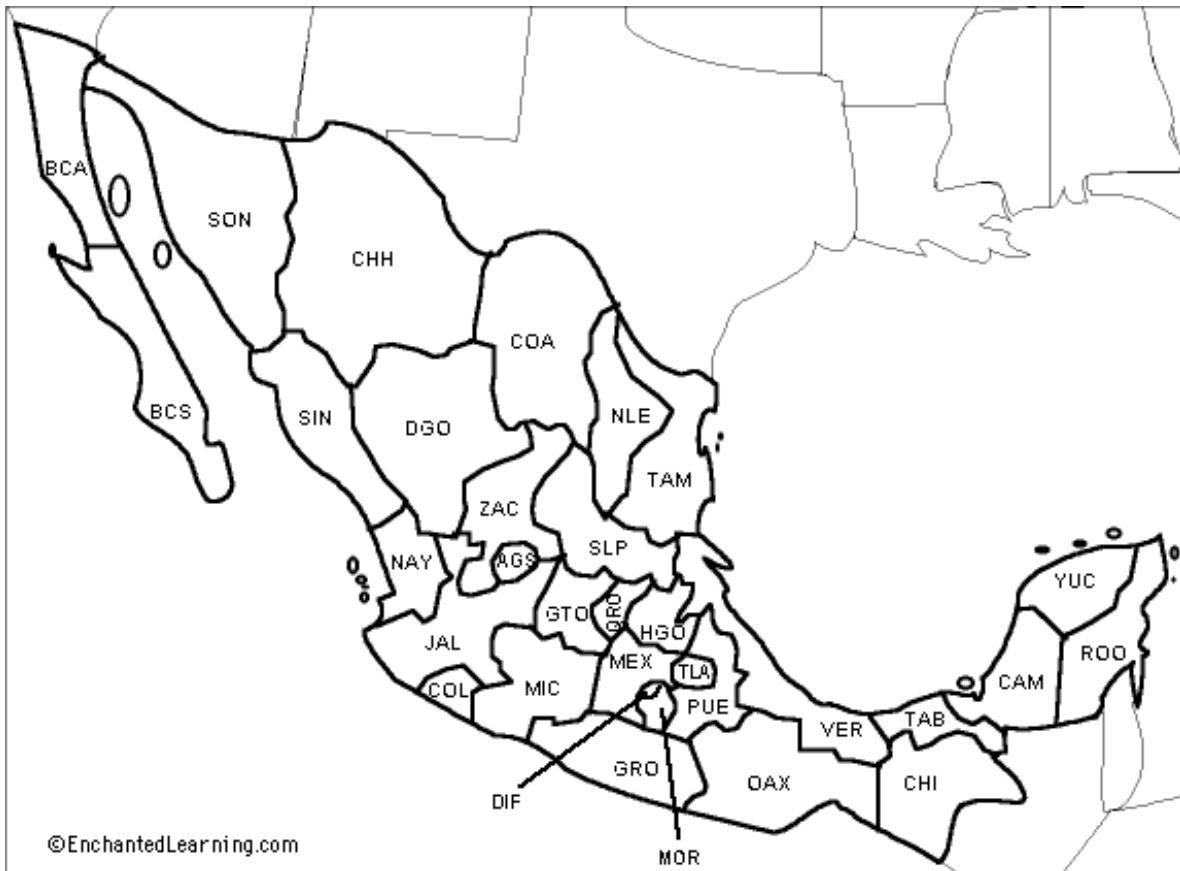 BCA
SON
CHH
COA
BCS
SIN
DGO
NLE
TAM
ZAC
NAY
AGS
SLP
GTO
QRO
HGO
JAL
MEX
TLA
COL
MIC
PUE
VER
TAB
CAM
YUC
ROO
GRO
OAX
CHI
DIF
MOR
©EnchantedLearning.com